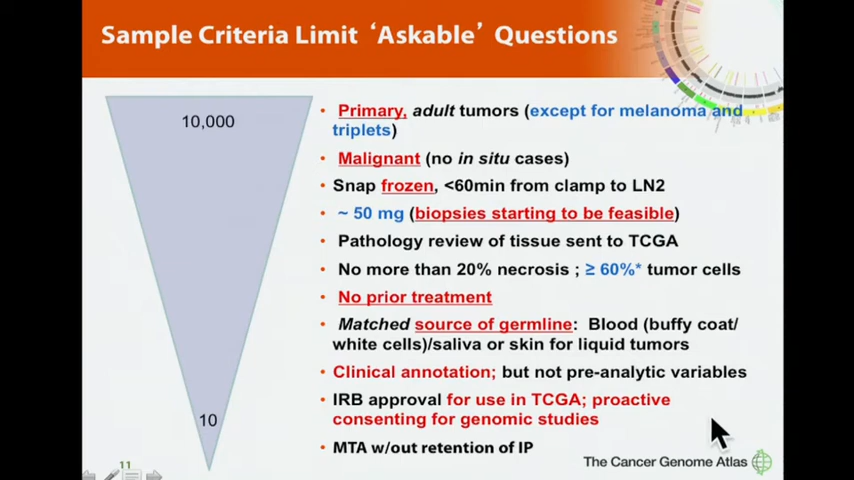 Sample Criteria Limit ‘Askable’ Questions
10,000
10
• Primary, adult tumors (except for melanoma and
triplets)
• Malignant (no in situ cases)
• Snap frozen, <60min from clamp to LN2
• ~ 50 mg (biopsies starting to be feasible)
• Pathology review of tissue sent to TCGA
• No more than 20% necrosis ; ≥ 60%* tumor cells
• No prior treatment
• Matched source of germline: Blood (buffy coat/
white cells)/saliva or skin for liquid tumors
• Clinical annotation; but not pre-analytic variables
• IRB approval for use in TCGA; proactive
consenting for genomic studies
• MTA w/out retention of IP
11
The Cancer Genome Atlas